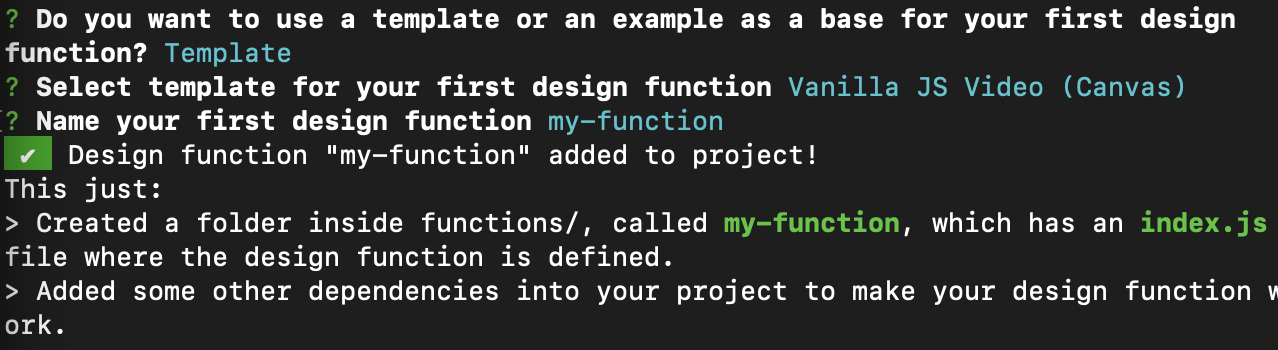 ? Do you want to use a template or an example as a base for your first design
function? Template
? Select template for your first design function Vanilla JS Video (Canvas)
? Name your first design function my-function
✔ Design function "my-function" added to project!
This just:
> Created a folder inside functions/, called my-function, which has an index.js
file where the design function is defined.
> Added some other dependencies into your project to make your design function w
ork.